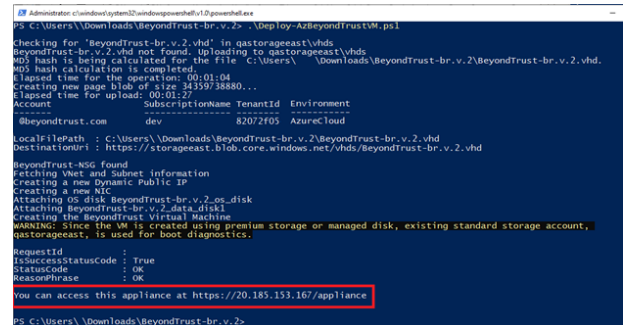 Administrator: c:\windows\system32\windowspowershell\v1.0\powershell.exe
PS C:\Users\\Downloads\BeyondTrust-br.v.2> .\Deploy-AzBeyondTrustVM.ps1
Checking for 'BeyondTrust-br.v.2.vhd' in qastorageeast\vhds
BeyondTrust-br.v.2.vhd not found. Uploading to qastorageeast\vhds
MD5 hash is being calculated for the file  C:\Users\    \Downloads\BeyondTrust-br.v.2\BeyondTrust-br.v.2.vhd.
MD5 hash calculation is completed.
Elapsed time for the operation: 00:01:04
Creating new page blob of size 34359738880...
Elapsed time for upload: 00:01:27
Account SubscriptionName TenantId Environment
------- ---------------- -------- -----------
@beyondtrust.com dev 82072f05 AzureCloud
LocalFilePath  : C:\Users\\Downloads\BeyondTrust-br.v.2\BeyondTrust-br.v.2.vhd
DestinationUri : https://storageeast.blob.core.windows.net/vhds/BeyondTrust-br.v.2.vhd
BeyondTrust-NSG found
Fetching VNet and Subnet information
Creating a new Dynamic Public IP
Creating a new NIC
Attaching OS disk BeyondTrust-br.v.2_os_disk
Attaching BeyondTrust-br.v.2_data_disk1
Creating the BeyondTrust Virtual Machine
WARNING: Since the VM is created using premium storage or managed disk, existing standard storage account,
qastorageeast, is used for boot diagnostics.
RequestId           :
IsSuccessStatusCode : True
StatusCode          : OK
ReasonPhrase        : OK
You can access this appliance at https://20.185.153.167/appliance
PS C:\Users\ \Downloads\BeyondTrust-br.v.2>